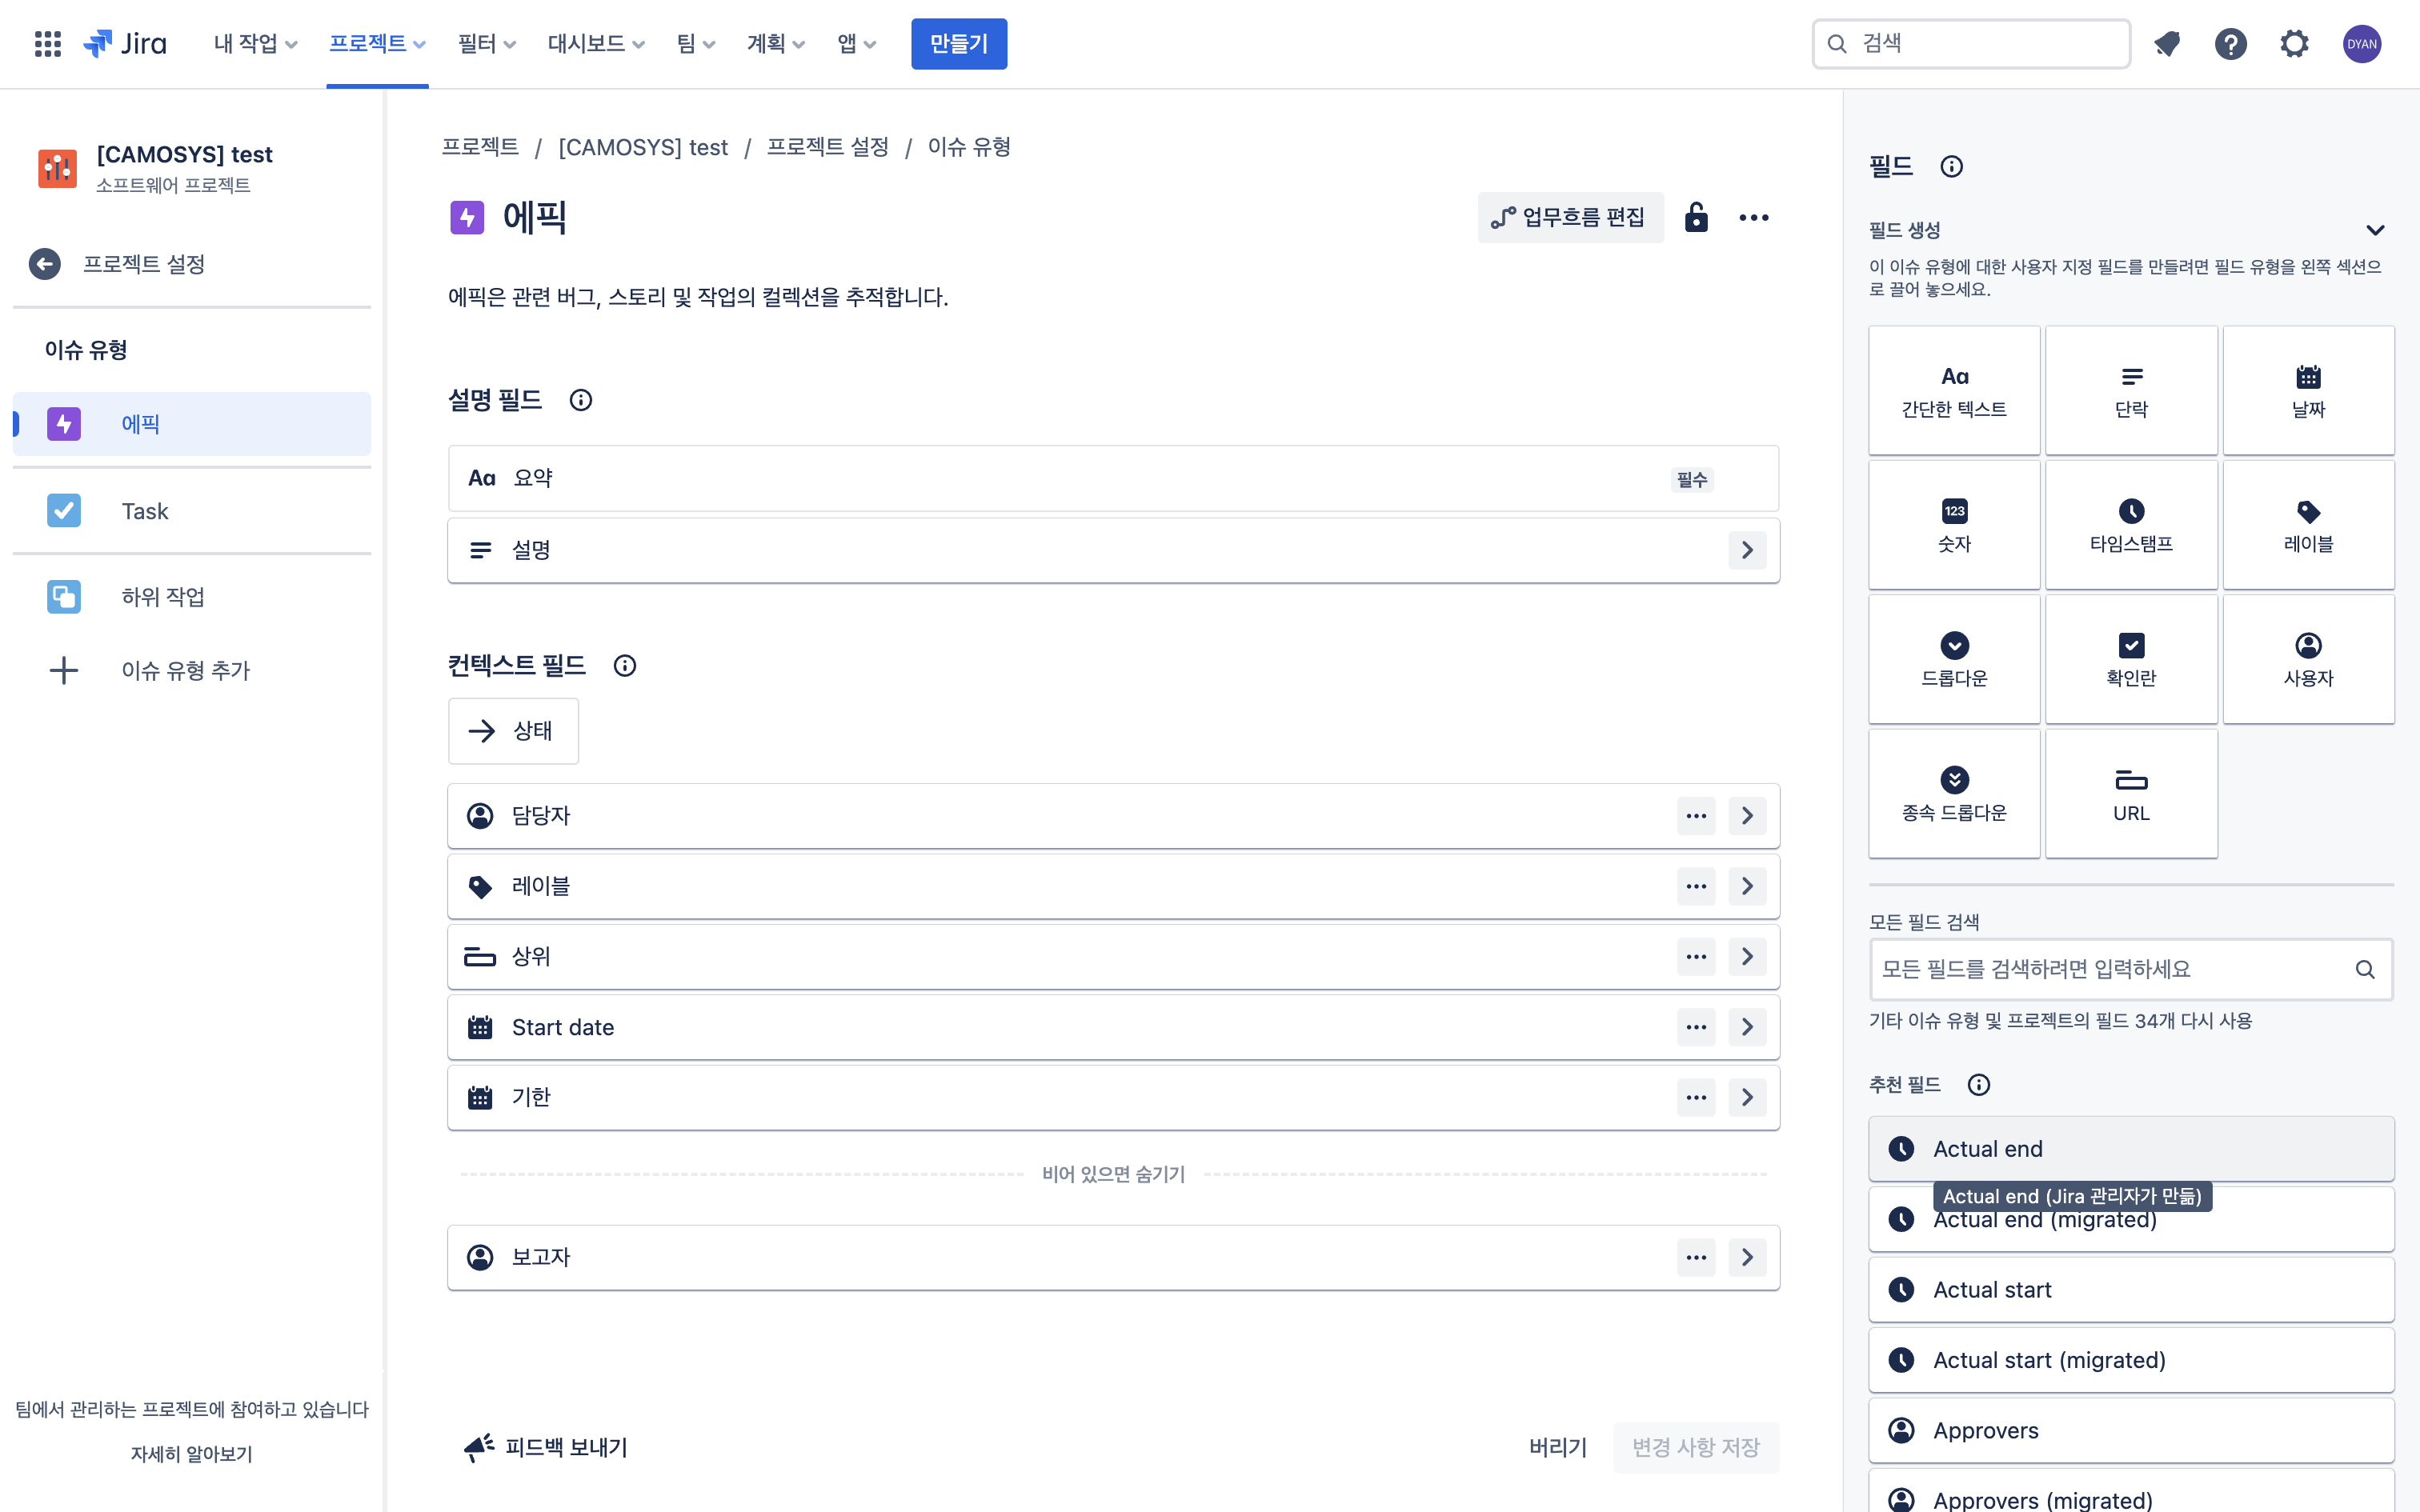 Jira
내 작업
프로젝트
필터
대시보드
팀
계획
앱
만들기
검색
DYAN
[CAMOSYS] test
소프트웨어 프로젝트
프로젝트 설정
이슈 유형
에픽
Task
하위 작업
이슈 유형 추가
팀에서 관리하는 프로젝트에 참여하고 있습니다
자세히 알아보기
프로젝트 / [CAMOSYS] test / 프로젝트 설정 / 이슈 유형
에픽
업무흐름 편집
에픽은 관련 버그, 스토리 및 작업의 컬렉션을 추적합니다.
설명 필드
Aa 요약
필수
설명
컨텍스트 필드
상태
담당자
레이블
상위
Start date
기한
비어 있으면 숨기기
보고자
피드백 보내기
버리기
변경 사항 저장
필드
필드 생성
이 이슈 유형에 대한 사용자 지정 필드를 만들려면 필드 유형을 왼쪽 섹션으
로 끌어 놓으세요.
Aa
간단한 텍스트
단락
날짜
123
숫자
타임스탬프
레이블
드롭다운
확인란
사용자
종속 드롭다운
URL
모든 필드 검색
모든 필드를 검색하려면 입력하세요
기타 이슈 유형 및 프로젝트의 필드 34개 다시 사용
추천 필드
Actual end
Actual end (Jira 관리자가 만듦)
Actual end (migrated)
Actual start
Actual start (migrated)
Approvers
Approvers (migrated)